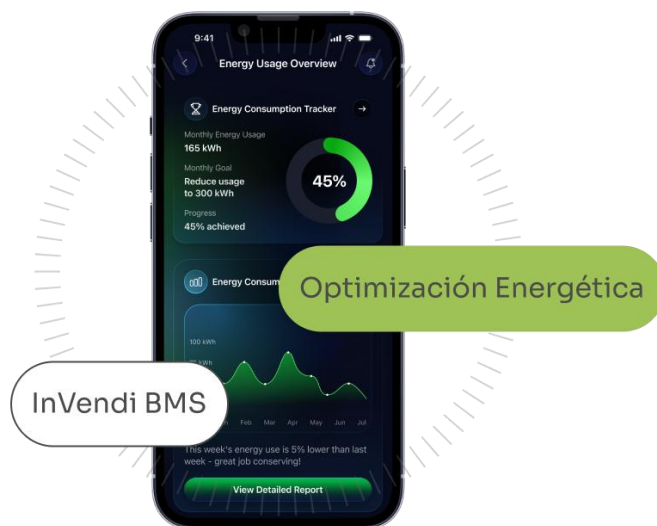 9:41
Energy Usage Overview
Energy Consumption Tracker
Monthly Energy Usage
165 kWh
Monthly Goal
Reduce usage
to 300 kWh
Progress
45% achieved
45%
Energy Consum
Optimización Energética
100 kWh
kWh
InVendi BMS
Feb Mar Apr May Jun Jul
This week's energy use is 5% lower than last
week - great job conserving!
View Detailed Report